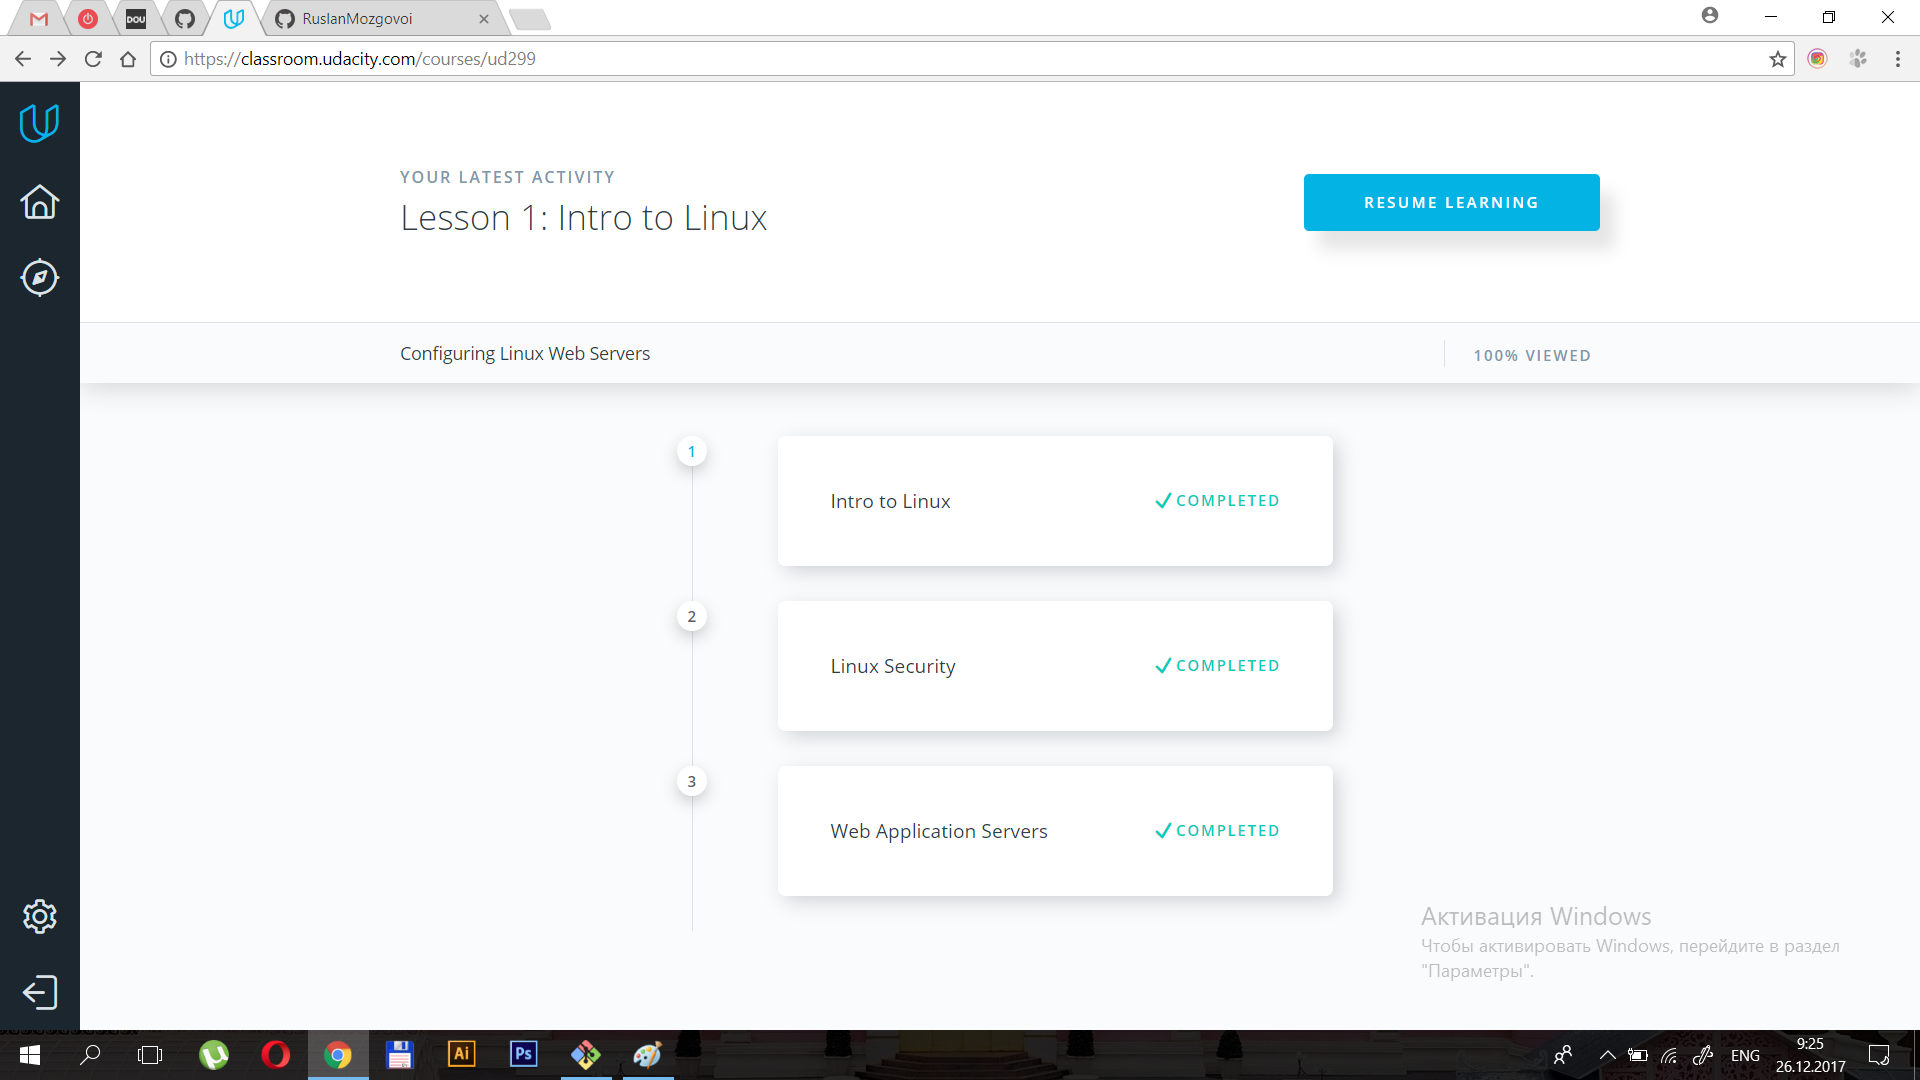 DOU
RuslanMozgovoi
https://classroom.udacity.com/courses/ud299
YOUR LATEST ACTIVITY
Lesson 1: Intro to Linux
RESUME LEARNING
Configuring Linux Web Servers
100% VIEWED
1
Intro to Linux
COMPLETED
2
Linux Security
COMPLETED
3
Web Application Servers
COMPLETED
Активация Windows
Чтобы активировать Windows, перейдите в раздел
"Параметры".
Ai
Ps
ENG
9:25
26.12.2017